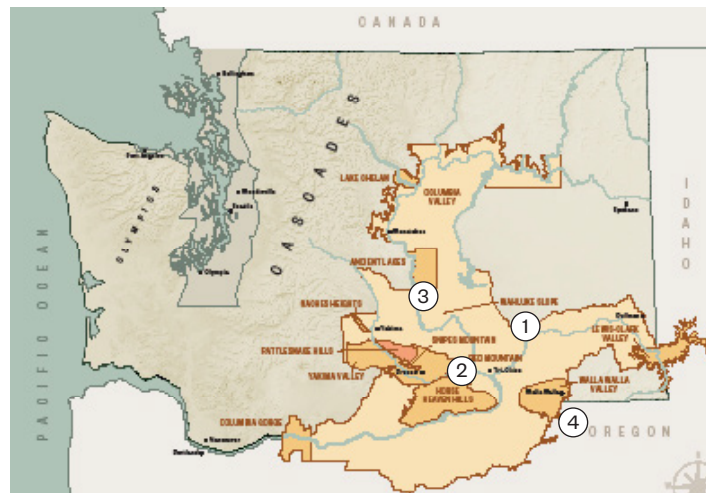 CANADA
Bellingham
Port Angeles
OLYMPICS
Seattle
Olympia
CASCADES
PACIFIC OCEAN
IDAHO
LAKE CHELAN
COLUMBIA
VALLEY
Spokane
Wenatchee
ANCIENT LAKES
3
WAHLUKE SLOPE
NACHES HEIGHTS
1
Pullman
LEWIS-CLARK
VALLEY
Yakima
SNIPES MOUNTAIN
RATTLESNAKE HILLS
RED MOUNTAIN
2
YAKIMA VALLEY
Tri-Cities
HORSE
HEAVEN HILLS
Walla Walla
WALLA WALLA
VALLEY
COLUMBIA GORGE
4
OREGON
Vancouver